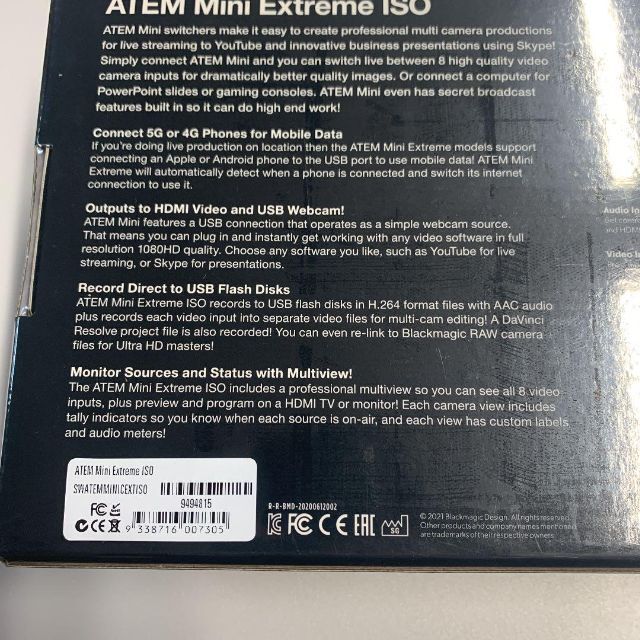 ATEM Mini Extreme ISO
ATEM Mini switchers make it easy to create professional multi camera productions
for live streaming to YouTube and innovative business presentations using Skype!
Simply connect ATEM Mini and you can switch live between 8 high quality video
camera inputs for dramatically better quality images. Or connect a computer for
PowerPoint slides or gaming consoles. ATEM Mini even has secret broadcast
features built in so it can do high end work!
Connect 5G or 4G Phones for Mobile Data
If you're doing live production on location then the ATEM Mini Extreme models support
connecting an Apple or Android phone to the USB port to use mobile data! ATEM Mini
Extreme will automatically detect when a phone is connected and switch its internet
connection to use it.
Outputs to HDMI Video and USB Webcam!
ATEM Mini features a USB connection that operates as a simple webcam source.
That means you can plug in and instantly get working with any video software in full
resolution 1080HD quality. Choose any software you like, such as YouTube for live
streaming, or Skype for presentations.
Record Direct to USB Flash Disks
ATEM Mini Extreme ISO records to USB flash disks in H.264 format files with AAC audio
plus records each video input into separate video files for multi-cam editing! A DaVinci
Resolve project file is also recorded! You can even re-link to Blackmagic RAW camera
files for Ultra HD masters!
Monitor Sources and Status with Multiview!
The ATEM Mini Extreme ISO includes a professional multiview so you can see all 8 video
inputs, plus preview and program on a HDMI TV or monitor! Each camera view includes
tally indicators so you know when each source is on-air, and each view has custom labels
and audio meters!
Audio In
and HDM
Video In
ATEM Mini Extreme ISO
SWATEMMINICEXTISO
9494815
FC
CE
9 338716 007305
R-R-BMD-20200612002
FC CE EAC
SG
© 2021 Blackmagic Design. All rights reserved.
Other products and company names mentione
are trademarks of their respective owners.